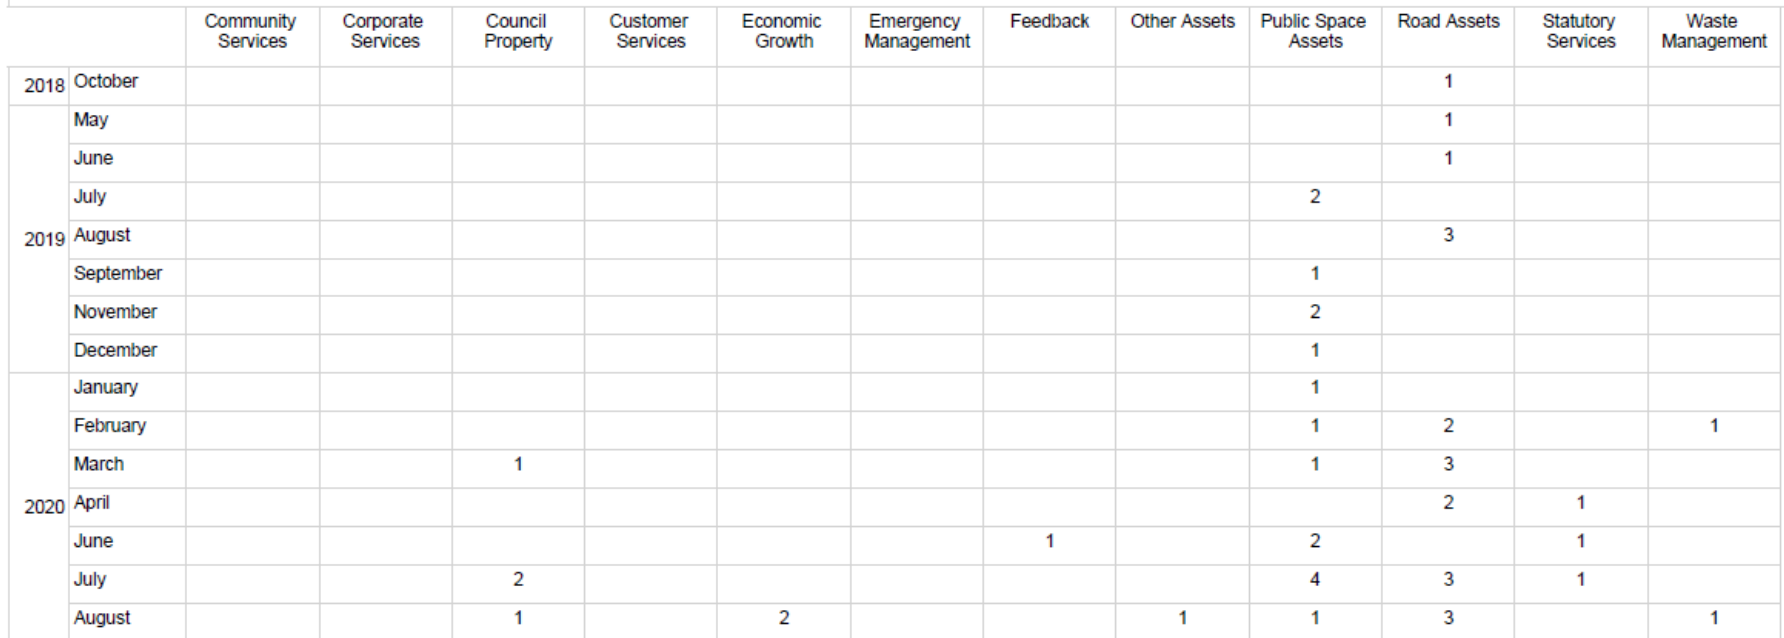 Community Services Corporate Services Council Property Customer Services Economic Growth Emergency Management Feedback Other Assets Public Space Assets Road Assets Statutory Services Waste Management
2018 October 1
2019 May 1
June 1
July 2
August 3
September 1
November 2
December 1
2020 January 1
February 1 2 1
March 1 1 3
April 2 1
June 1 2 1
July 2 4 3 1
August 1 2 1 1 3 1